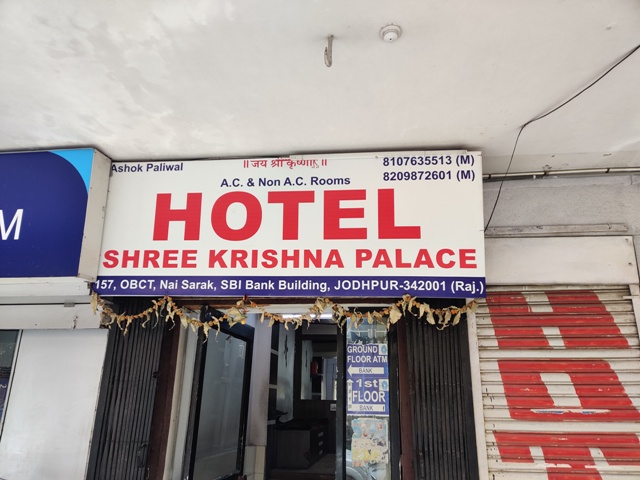 Ashok Paliwal
॥ जय श्री कृष्णा ॥
8107635513 (M)
8209872601 (M)
A.C. & Non A.C. Rooms
HOTEL
SHREE KRISHNA PALACE
157, OBCT, Nai Sarak, SBI Bank Building, JODHPUR-342001 (Raj.)
M
GROUND
FLOOR ATM
BANK
1st
FLOOR
BANK